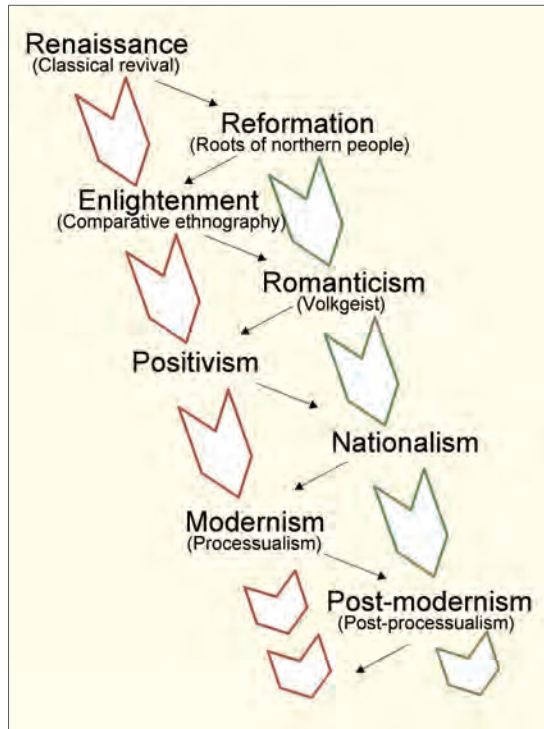 Renaissance
(Classical revival)
Reformation
(Roots of northern people)
Enlightenment
(Comparative ethnography)
Romanticism
(Volkgeist)
Positivism
Nationalism
Modernism
(Processualism)
Post-modernism
(Post-processualism)